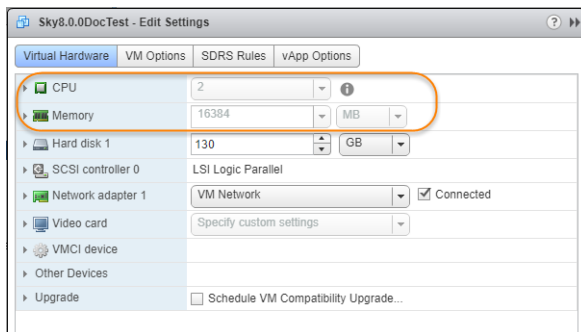 Sky8.0.0DocTest - Edit Settings
Virtual Hardware VM Options SDRS Rules vApp Options
CPU 2
Memory 16384 MB
Hard disk 1 130 GB
SCSI controller 0 LSI Logic Parallel
Network adapter 1 VM Network Connected
Video card Specify custom settings
VMCI device
Other Devices
Upgrade Schedule VM Compatibility Upgrade...